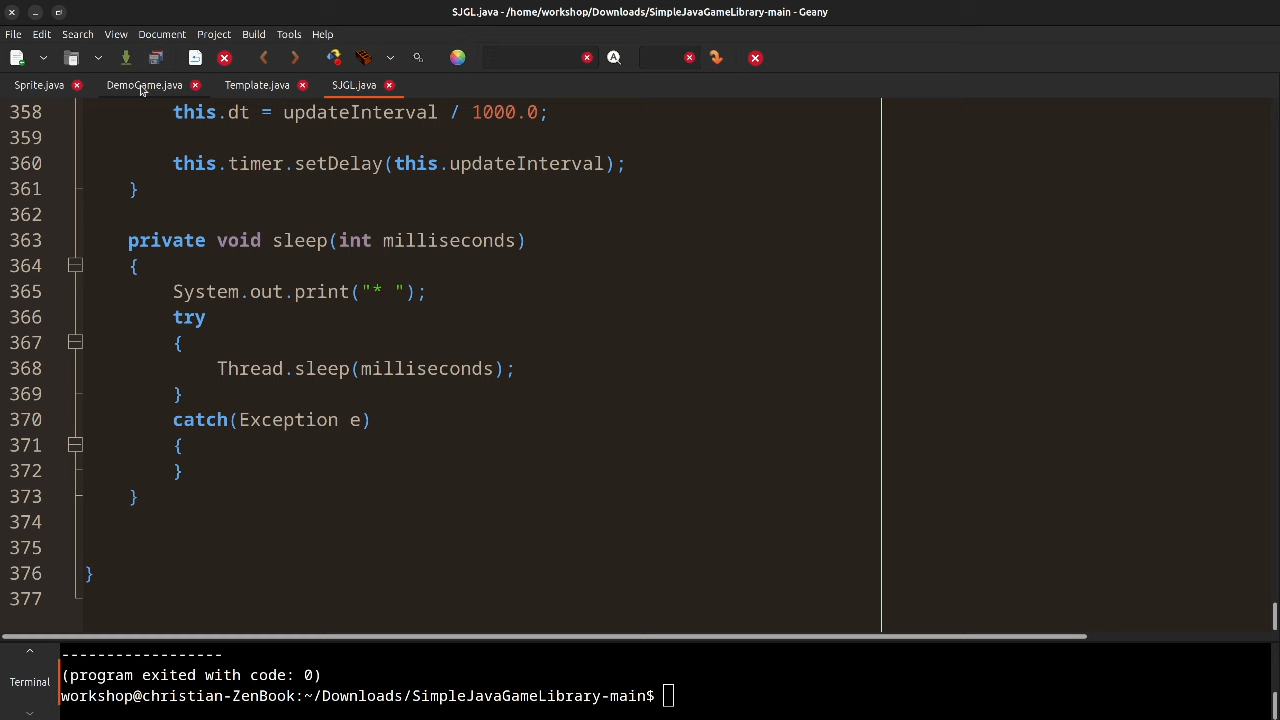 SJGL.java - /home/workshop/Downloads/SimpleJavaGameLibrary-main - Geany
File Edit Search View Document Project Build Tools Help
Sprite.java DemoGame.java Template.java SJGL.java
358 this.dt = updateInterval / 1000.0;
359
360 this.timer.setDelay(this.updateInterval);
361 }
362
363 private void sleep(int milliseconds)
364 {
365 System.out.print("* ");
366 try
367 {
368 Thread.sleep(milliseconds);
369 }
370 catch(Exception e)
371 {
372 }
373 }
374
375
376 }
377
------------------
(program exited with code: 0)
Terminal
workshop@christian-ZenBook:~/Downloads/SimpleJavaGameLibrary-main$